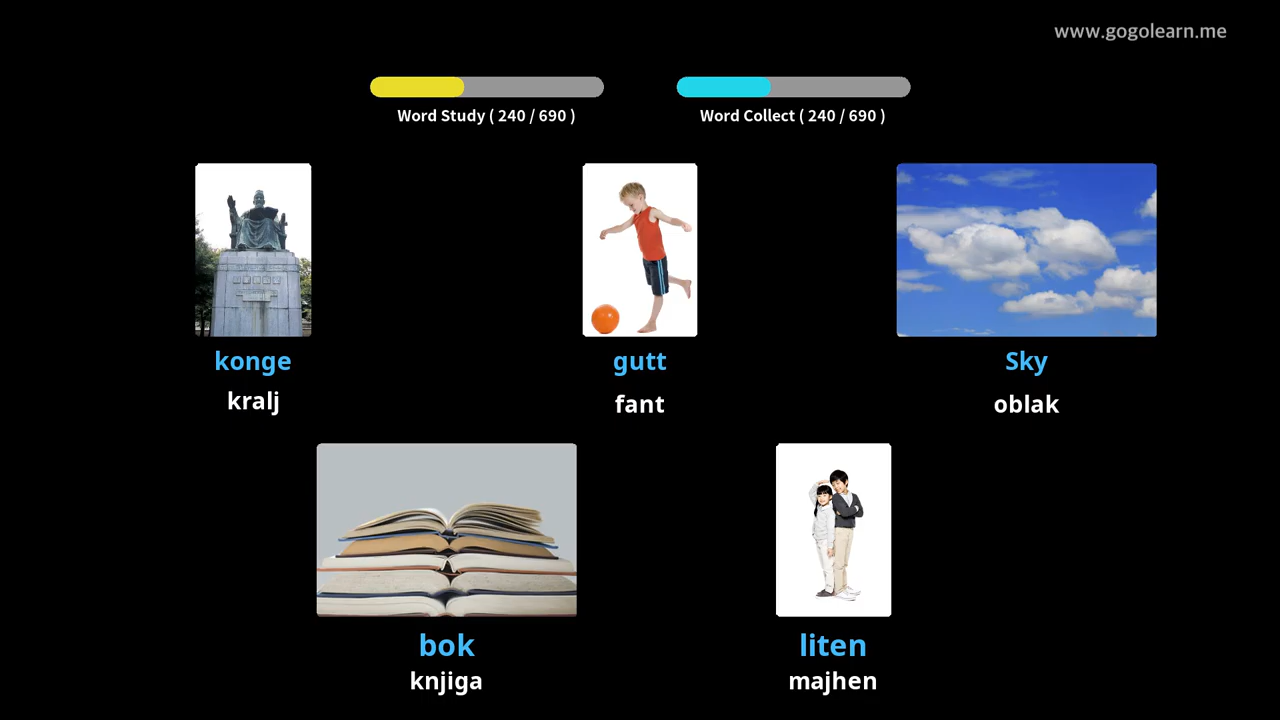 www.gogolearn.me
Word Study ( 240 / 690 )
Word Collect ( 240 / 690 )
konge
kralj
gutt
fant
Sky
oblak
bok
knjiga
liten
majhen